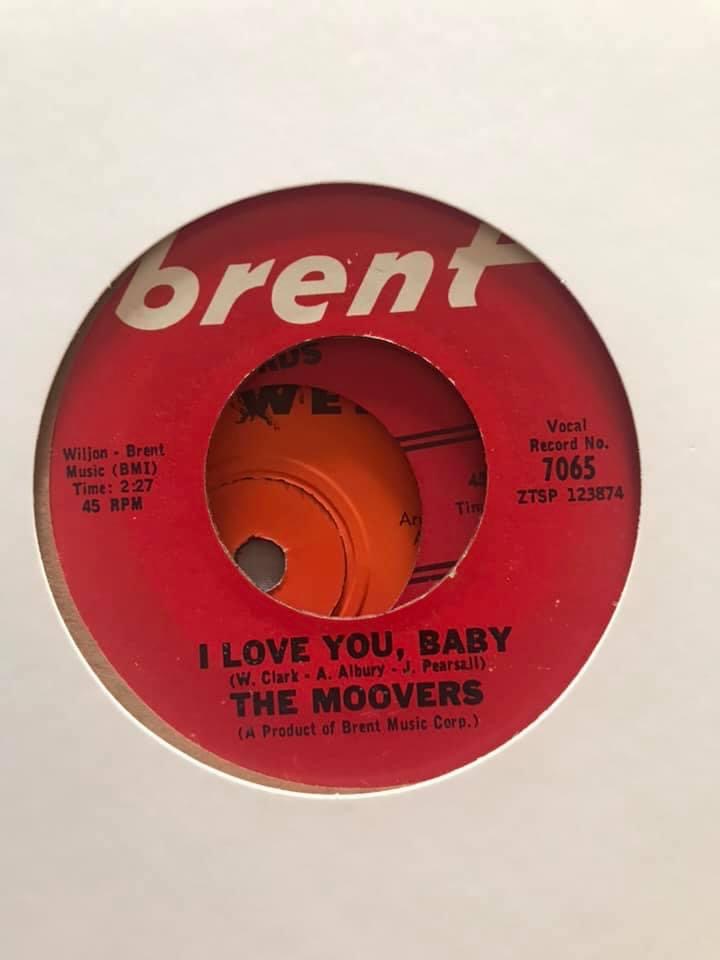 brent
Wiljon - Brent
Music (BMI)
Time: 2:27
45 RPM
Vocal
Record No.
7065
ZTSP 123874
I LOVE YOU, BABY
(W. Clark - A. Albury - J. Pearsall)
THE MOOVERS
(A Product of Brent Music Corp.)